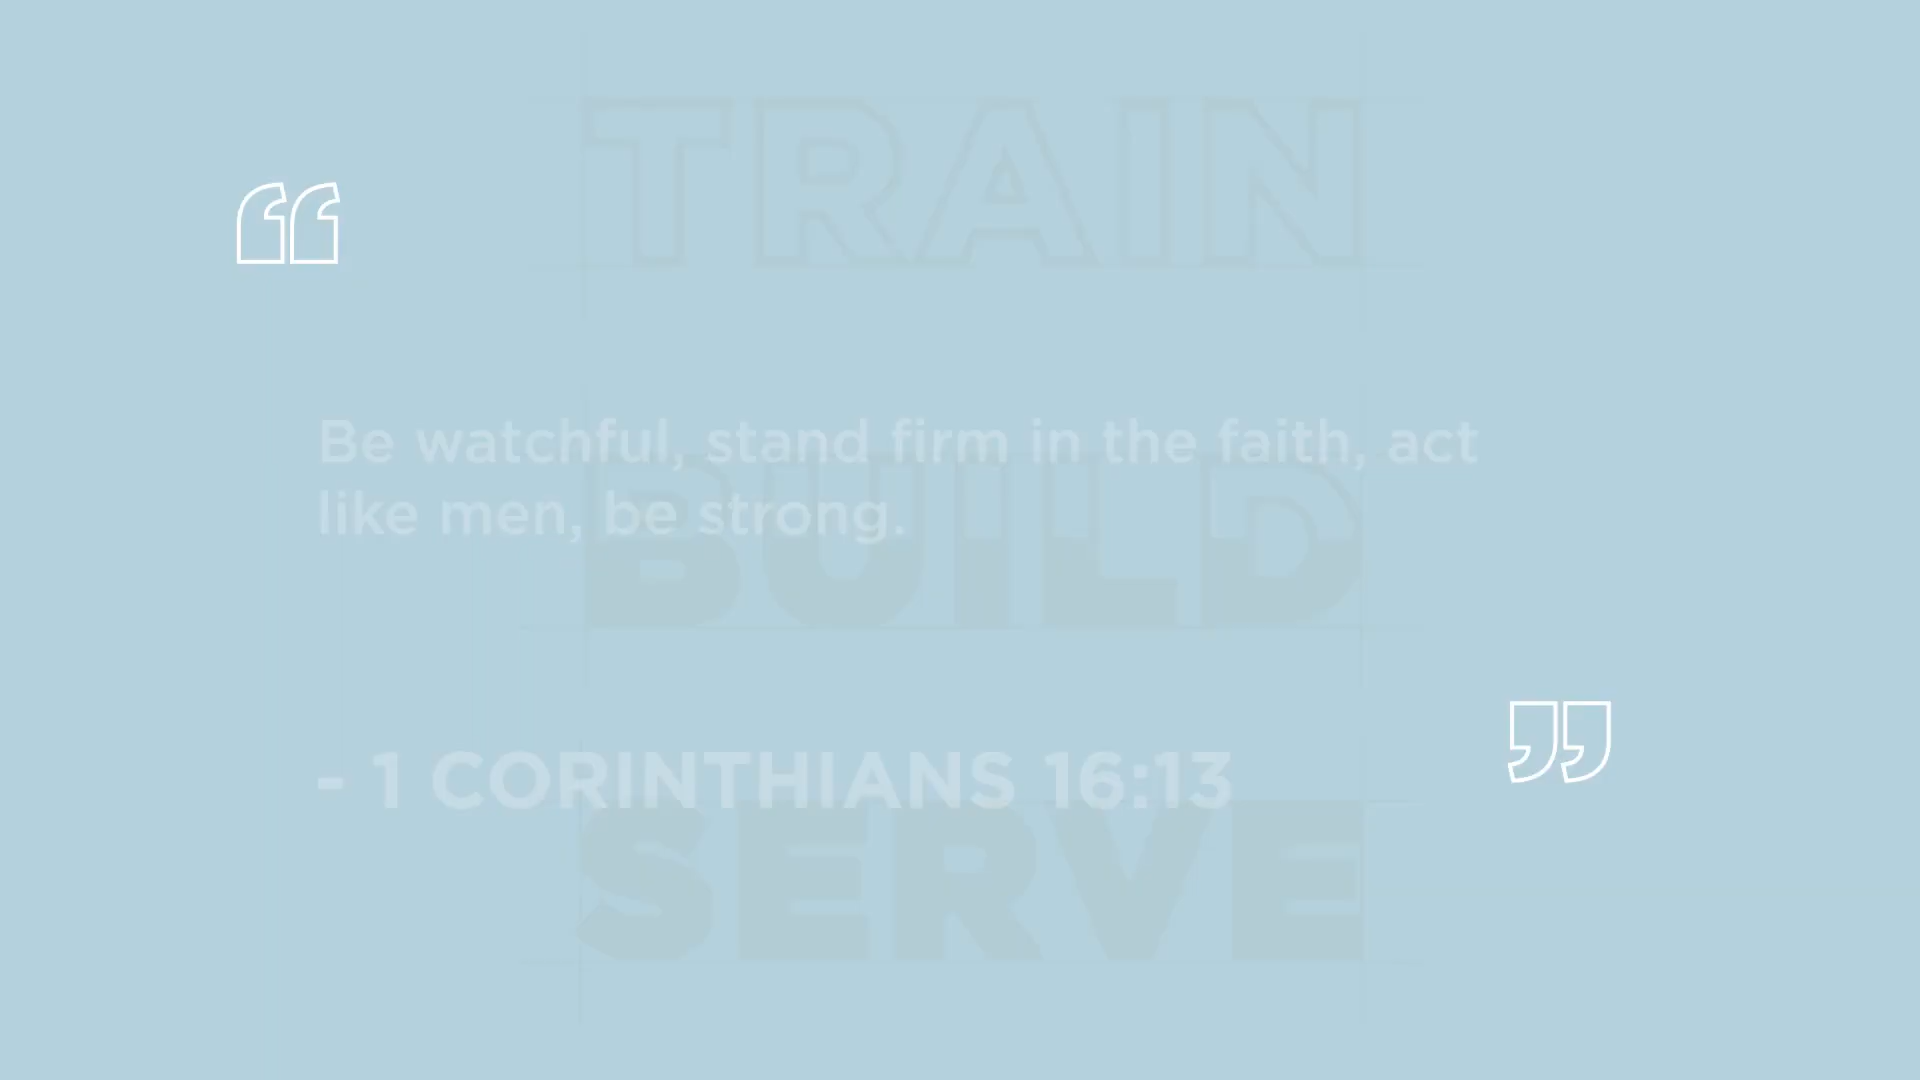 TRAIN
“
Be watchful, stand firm in the faith, act
like men, be strong.
BUILD
”
- 1 CORINTHIANS 16:13
SERVE